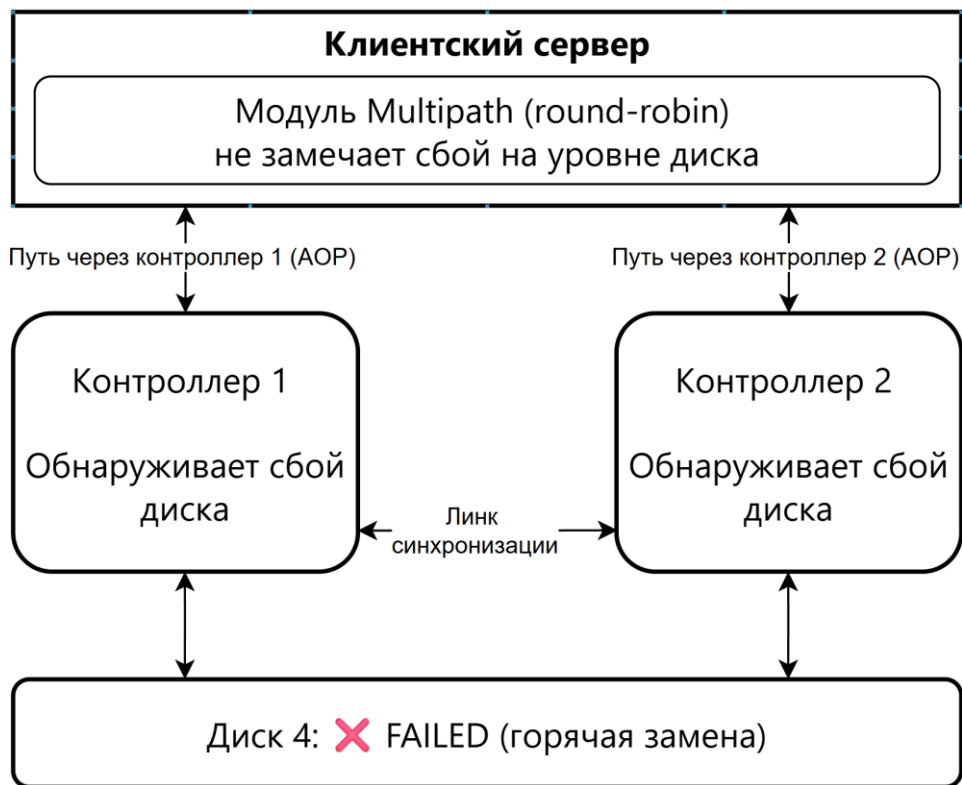 Клиентский сервер
Модуль Multipath (round-robin)
не замечает сбой на уровне диска
Путь через контроллер 1 (AOP)
Путь через контроллер 2 (AOP)
Контроллер 1
Обнаруживает сбой
диска
Контроллер 2
Обнаруживает сбой
диска
Линк
синхронизации
Диск 4: ❌ FAILED (горячая замена)